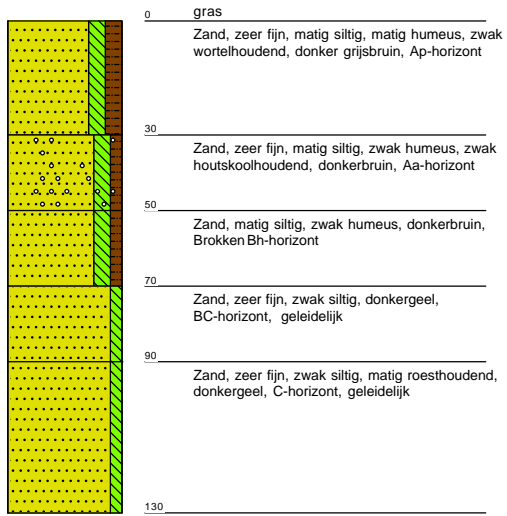 0
gras
Zand, zeer fijn, matig siltig, matig humeus, zwak
wortelhoudend, donker grijsbruin, Ap-horizont
30
Zand, zeer fijn, matig siltig, zwak humeus, zwak
houtskoolhoudend, donkerbruin, Aa-horizont
50
Zand, matig siltig, zwak humeus, donkerbruin,
Brokken Bh-horizont
70
Zand, zeer fijn, zwak siltig, donkergeel,
BC-horizont, geleidelijk
90
Zand, zeer fijn, zwak siltig, matig roesthoudend,
donkergeel, C-horizont, geleidelijk
130